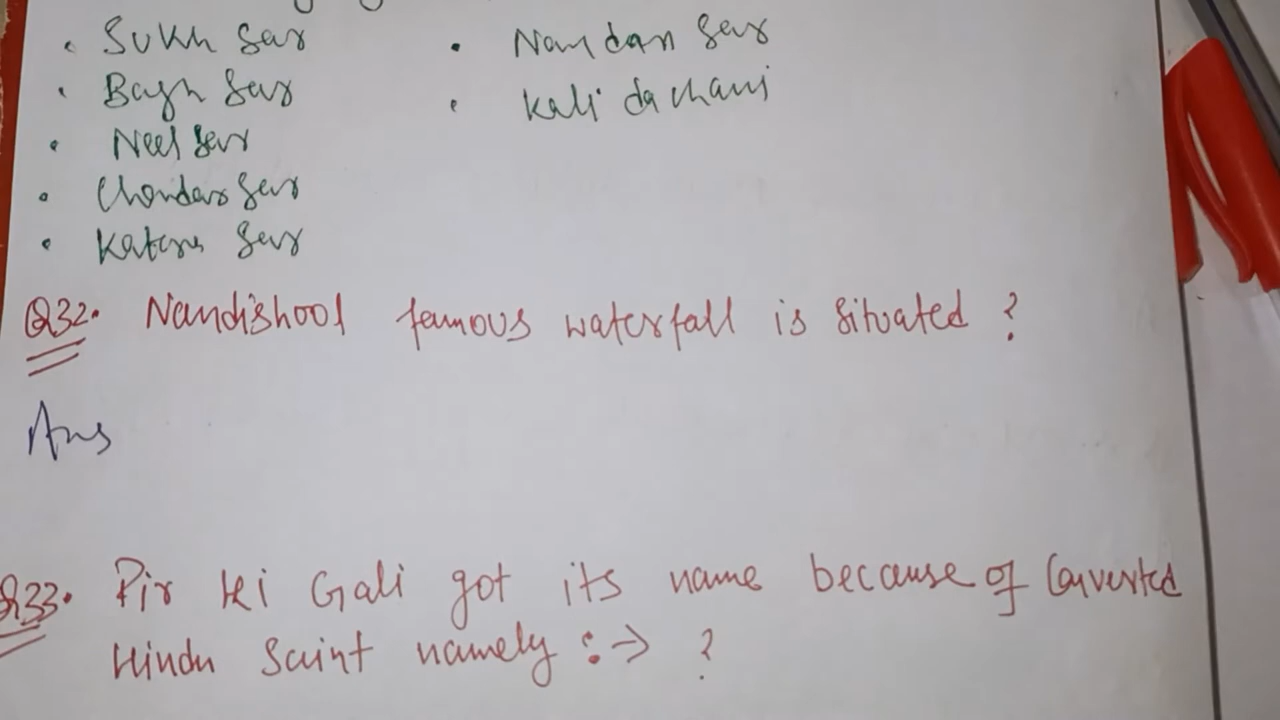 • Sukh Sar
• Nandan Sar
• Bagh Sar
• Kali dachani
• Neel Sar
• Chandar Sar
• Katori Sar
Q32. Nandishool famous waterfall is situated ?
Ans
Q33. Pir ki Gali got its name because of Converted
Hindu Saint namely :→ ?